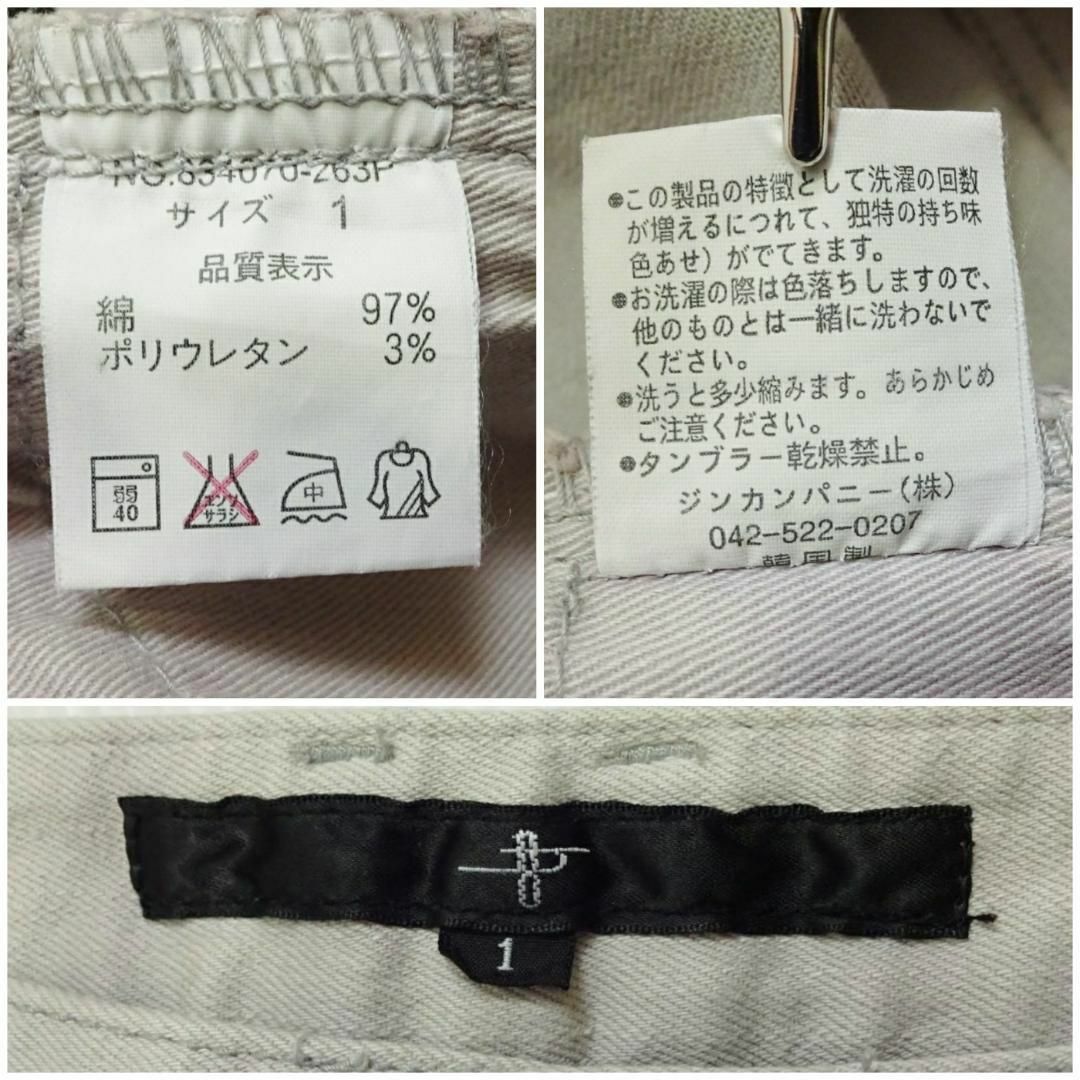 NO.834070-263P
サイズ 1
品質表示
綿 97%
ポリウレタン 3%
弱
40
エンソ
サラシ
中
●この製品の特徴として洗濯の回数
が増えるにつれて、独特の持ち味
色あせ）がでてきます。
●お洗濯の際は色落ちしますので、
他のものとは一緒に洗わないで
ください。
●洗うと多少縮みます。あらかじめ
ご注意ください。
●タンブラー乾燥禁止。
ジンカンパニー（株）
042-522-0207
韓国製
1